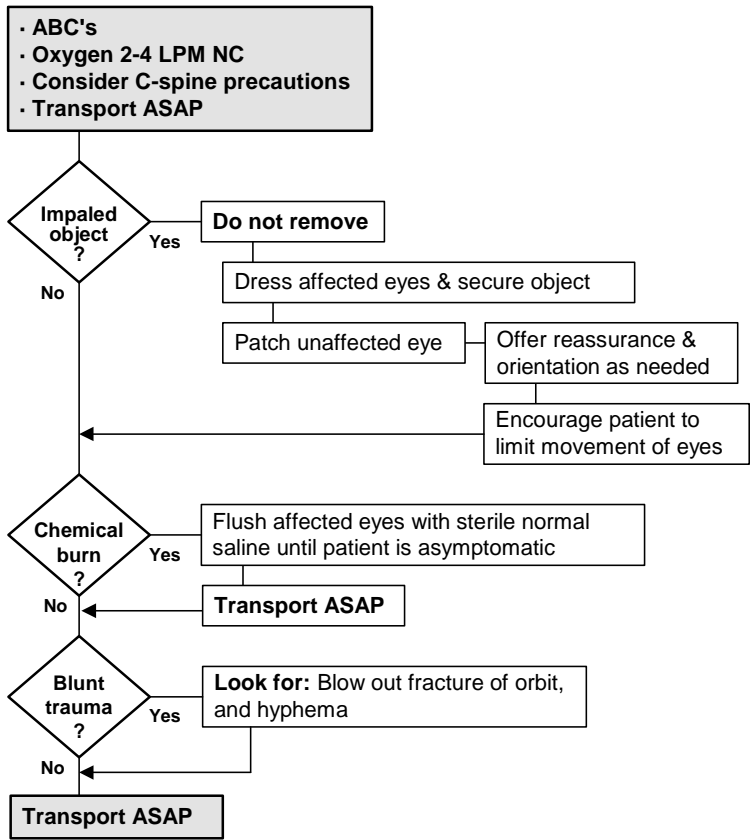 · ABC's
· Oxygen 2-4 LPM NC
· Consider C-spine precautions
· Transport ASAP
Impaled
object
?
Yes
No
Do not remove
Dress affected eyes & secure object
Patch unaffected eye
Offer reassurance &
orientation as needed
Encourage patient to
limit movement of eyes
Chemical
burn
?
Yes
No
Flush affected eyes with sterile normal
saline until patient is asymptomatic
Transport ASAP
Blunt
trauma
?
Yes
No
Look for: Blow out fracture of orbit,
and hyphema
Transport ASAP